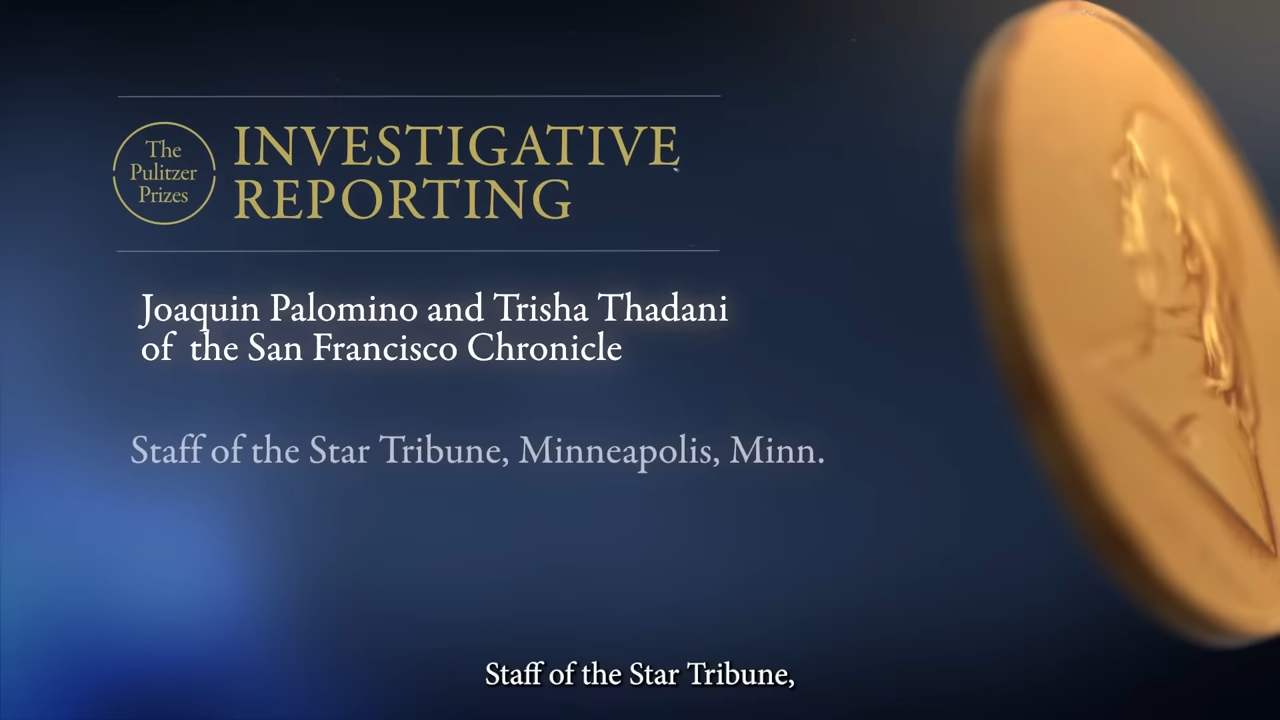 The
Pulitzer
Prizes
INVESTIGATIVE
REPORTING
Joaquin Palomino and Trisha Thadani
of the San Francisco Chronicle
Staff of the Star Tribune, Minneapolis, Minn.
Staff of the Star Tribune,